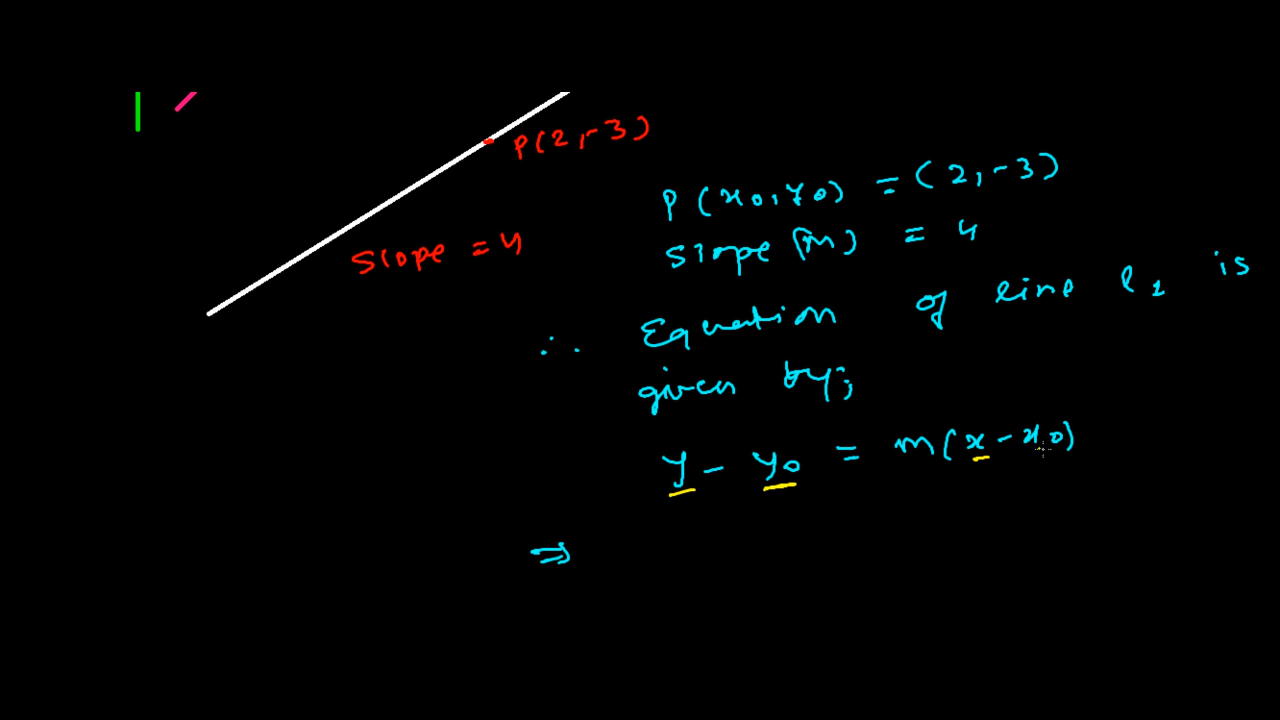 P(2,-3)
Slope = 4
P(x0,y0) = (2,-3)
Slope (m) = 4
∴ Equation of line l1 is
given by;
y - y0 = m(x - x0)
⇒